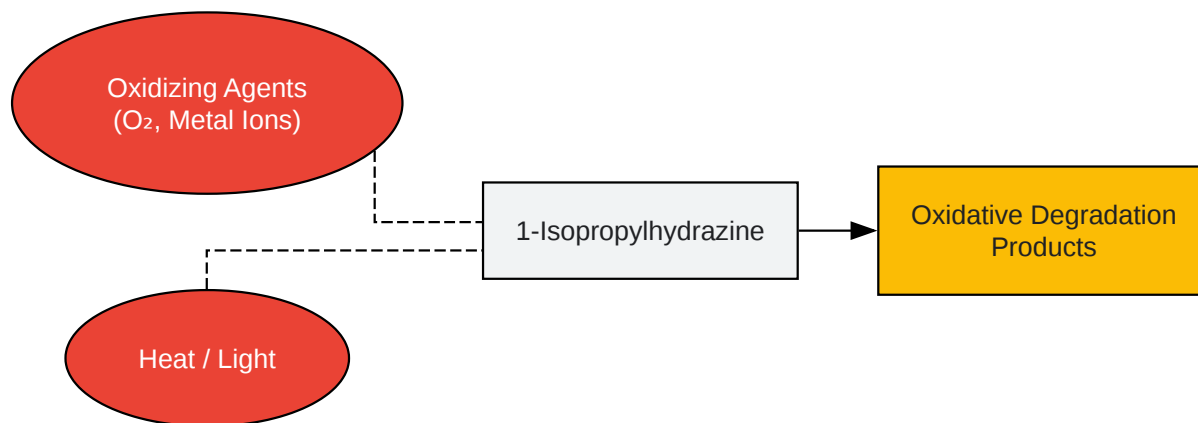 Oxidizing Agents
(O₂, Metal Ions)
1-Isopropylhydrazine
Oxidative Degradation
Products
Heat / Light